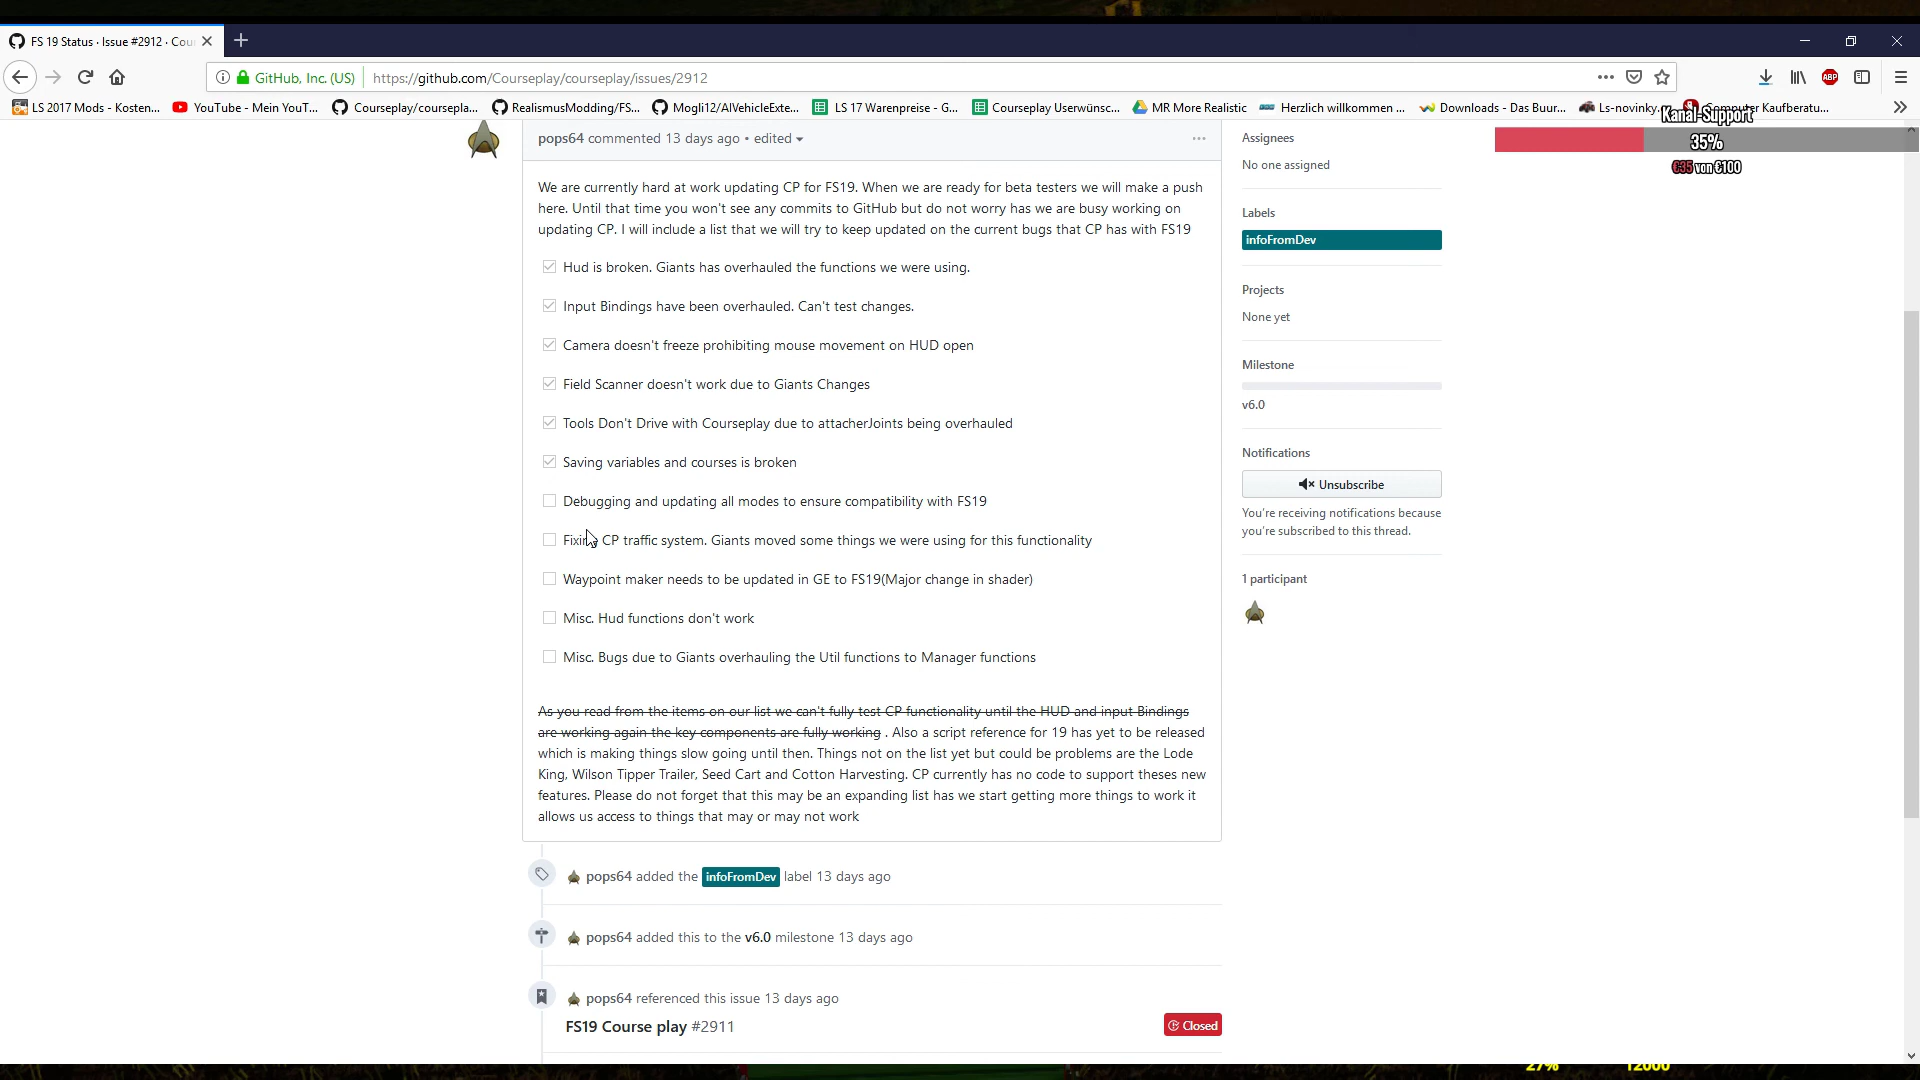 FS 19 Status · Issue #2912 · Cou
GitHub, Inc. (US)
https://github.com/Courseplay/courseplay/issues/2912
LS 2017 Mods - Kosten...
YouTube - Mein YouT...
Courseplay/coursepla...
RealismusModding/FS...
Mogli12/AIVehicleExte...
LS 17 Warenpreise - G...
Courseplay Userwünsc...
MR More Realistic
Herzlich willkommen ...
Downloads - Das Buur...
Ls-novinky
Computer Kaufberatu...
Kanal-Support
35%
€35 von €100
ABP
pops64 commented 13 days ago • edited
We are currently hard at work updating CP for FS19. When we are ready for beta testers we will make a push
here. Until that time you won't see any commits to GitHub but do not worry has we are busy working on
updating CP. I will include a list that we will try to keep updated on the current bugs that CP has with FS19
Hud is broken. Giants has overhauled the functions we were using.
Input Bindings have been overhauled. Can't test changes.
Camera doesn't freeze prohibiting mouse movement on HUD open
Field Scanner doesn't work due to Giants Changes
Tools Don't Drive with Courseplay due to attacherJoints being overhauled
Saving variables and courses is broken
Debugging and updating all modes to ensure compatibility with FS19
Fixing CP traffic system. Giants moved some things we were using for this functionality
Waypoint maker needs to be updated in GE to FS19(Major change in shader)
Misc. Hud functions don't work
Misc. Bugs due to Giants overhauling the Util functions to Manager functions
As you read from the items on our list we can't fully test CP functionality until the HUD and input Bindings
are working again the key components are fully working . Also a script reference for 19 has yet to be released
which is making things slow going until then. Things not on the list yet but could be problems are the Lode
King, Wilson Tipper Trailer, Seed Cart and Cotton Harvesting. CP currently has no code to support theses new
features. Please do not forget that this may be an expanding list has we start getting more things to work it
allows us access to things that may or may not work
pops64 added the infoFromDev label 13 days ago
pops64 added this to the v6.0 milestone 13 days ago
pops64 referenced this issue 13 days ago
FS19 Course play #2911
Closed
Assignees
No one assigned
Labels
infoFromDev
Projects
None yet
Milestone
v6.0
Notifications
Unsubscribe
You're receiving notifications because
you're subscribed to this thread.
1 participant
27%
12000